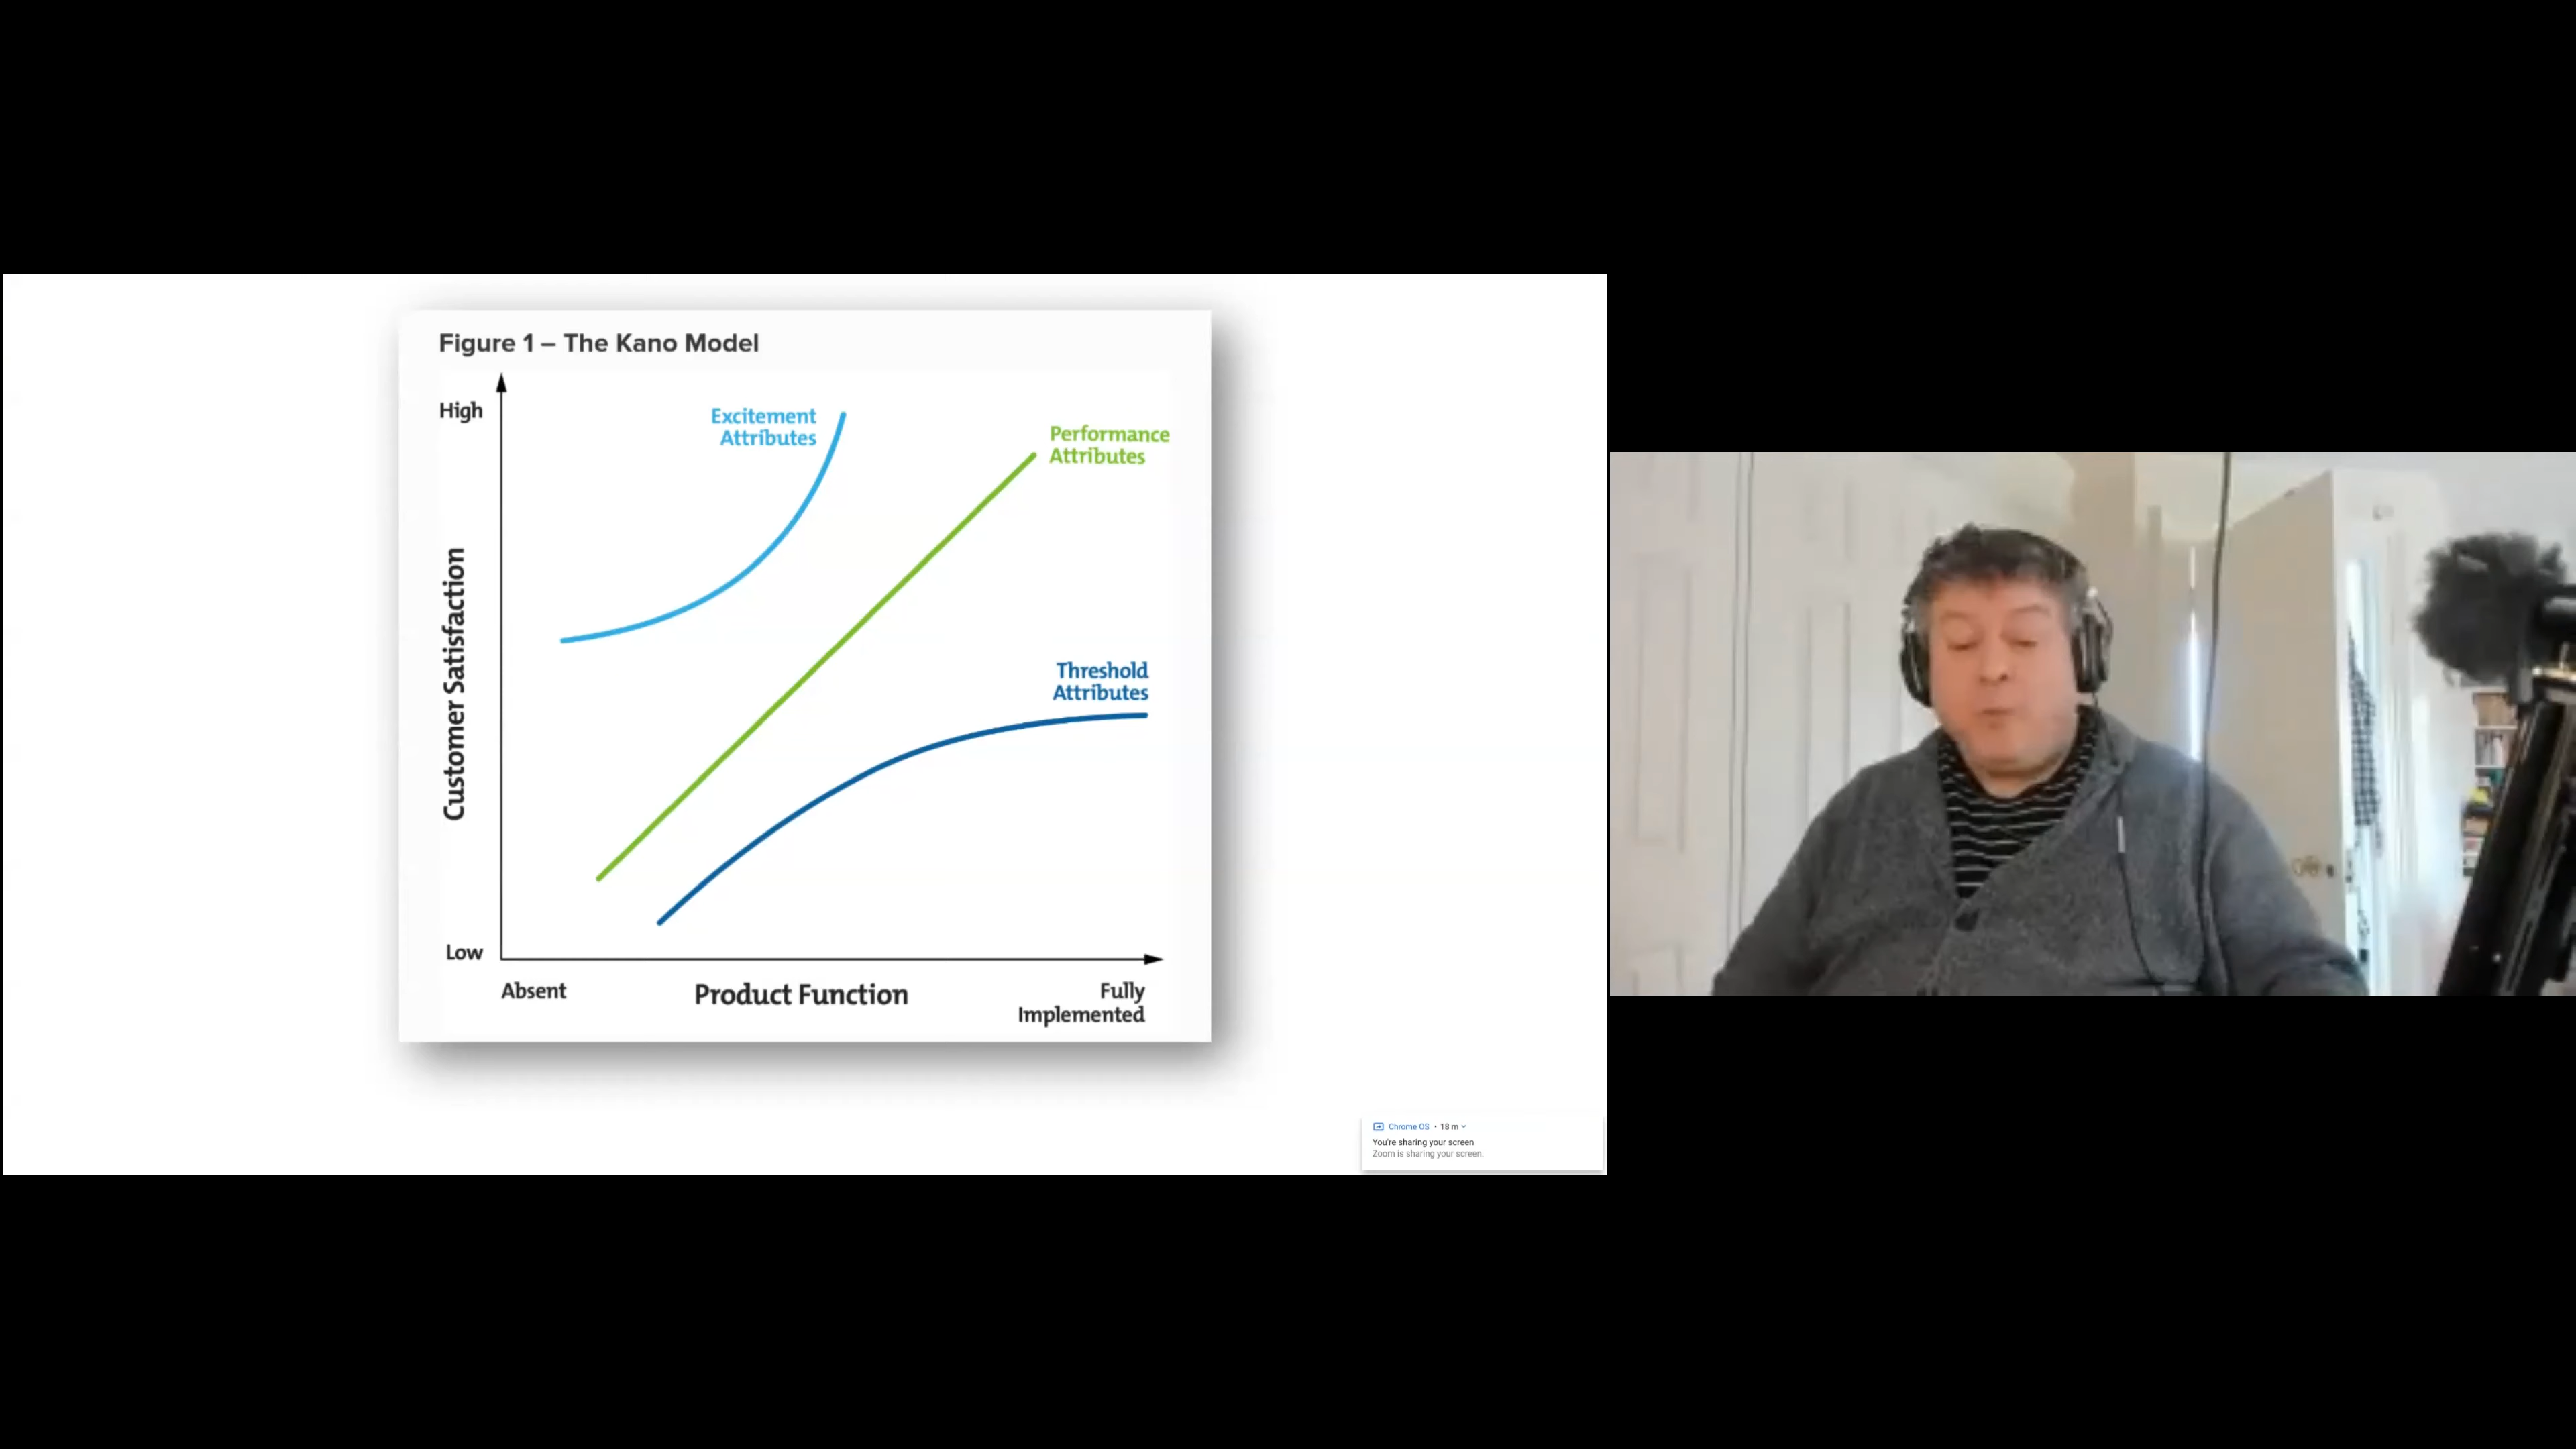 Figure 1 – The Kano Model
High
Excitement
Attributes
Performance
Attributes
Customer Satisfaction
Threshold
Attributes
Low
Absent
Product Function
Fully
Implemented
Chrome OS • 18 m
You're sharing your screen
Zoom is sharing your screen.